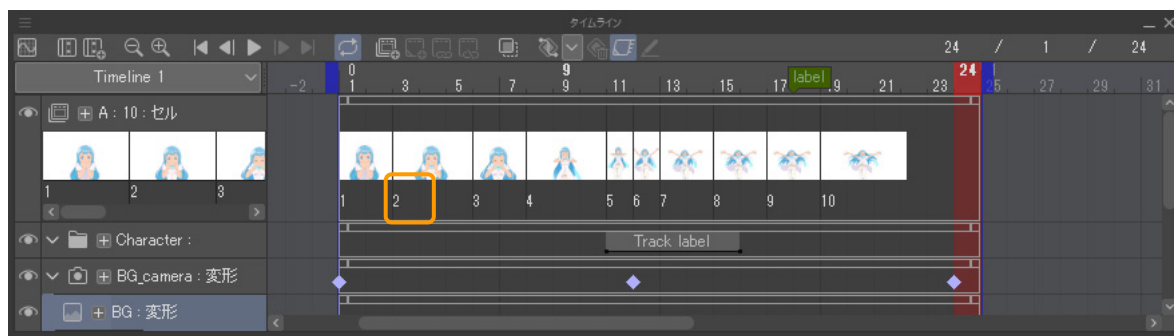 タイムライン
24 / 1 / 24
Timeline 1
-2 0 1 3 5 7 9 9 11 13 15 17 label 19 21 23 24 25 27 29 31
A : 10 : セル
1 2 3
1 2 3 4 5 6 7 8 9 10
Character :
Track label
BG_camera : 変形
BG : 変形